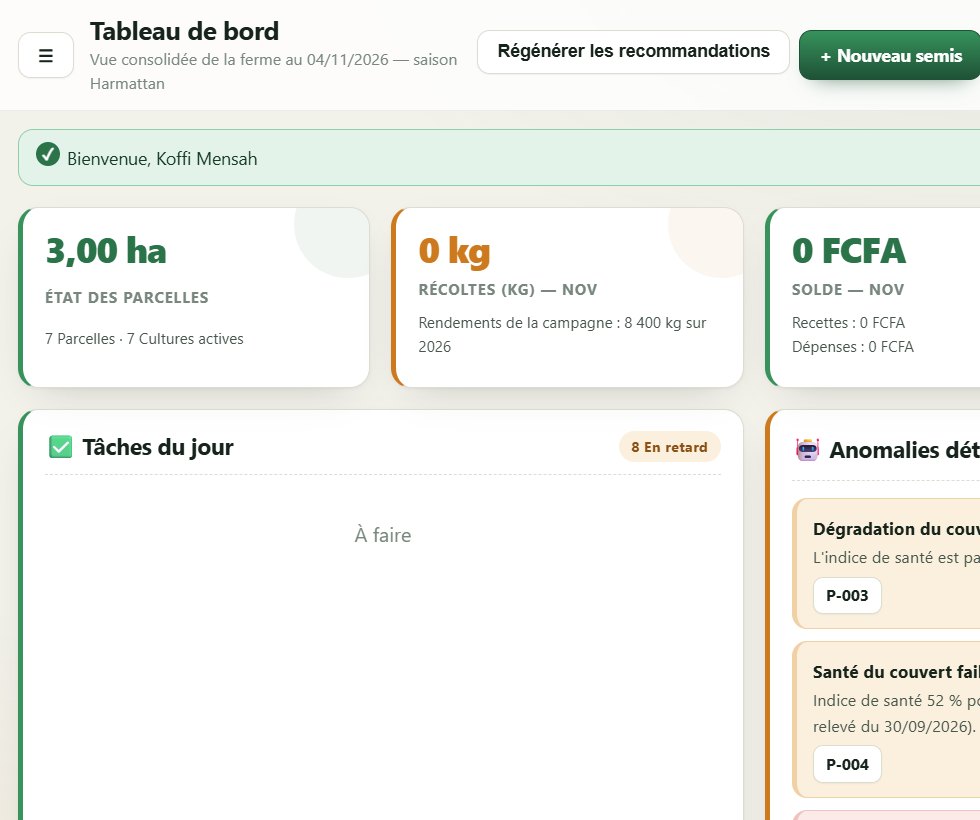 Tableau de bord
Vue consolidée de la ferme au 04/11/2026 — saison
Harmattan
Régénérer les recommandations
+ Nouveau semis
Bienvenue, Koffi Mensah
3,00 ha
ÉTAT DES PARCELLES
7 Parcelles · 7 Cultures actives
0 kg
RÉCOLTES (KG) — NOV
Rendements de la campagne : 8 400 kg sur
2026
0 FCFA
SOLDE — NOV
Recettes : 0 FCFA
Dépenses : 0 FCFA
Tâches du jour
8 En retard
À faire
Anomalies dét
Dégradation du couv
L'indice de santé est pa
P-003
Santé du couvert fail
Indice de santé 52 % po
relevé du 30/09/2026).
P-004